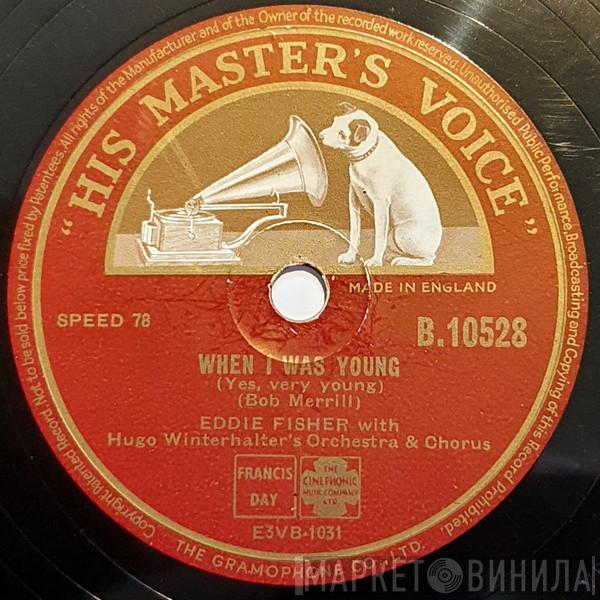 Copyright Patented Record Not to be sold below price fixed by Patentees. All rights of the Manufacturer and of the Owner of the recorded work reserved. Unauthorised Public Performance, Broadcasting and Copying of this Record Prohibited.
"HIS MASTER'S VOICE"
MADE IN ENGLAND
SPEED 78
B.10528
WHEN I WAS YOUNG
(Yes, very young)
(Bob Merrill)
EDDIE FISHER with
Hugo Winterhalter's Orchestra & Chorus
FRANCIS
DAY
THE
CINEPHONIC
MUSIC COMPANY
LTD.
E3VB-1031
THE GRAMOPHONE CO., LTD.
МАРКЕТ ВИНИЛА